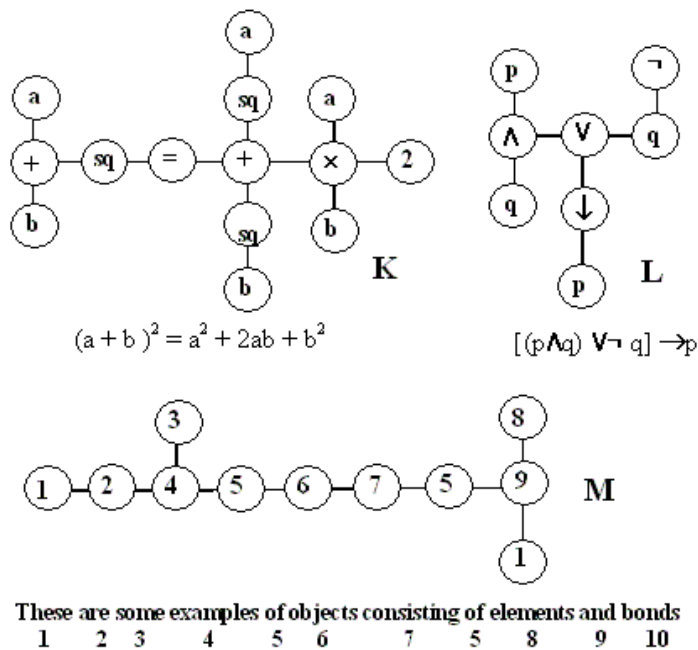 a
a
sq
a
+
sq
=
+
×
2
b
sq
b
b
K
(a + b )² = a² + 2ab + b²
p
¬
∧
∨
q
q
↓
p
L
[(p∧q) ∨¬ q] →p
3
8
1
2
4
5
6
7
5
9
M
1
These are some examples of objects consisting of elements and bonds
1 2 3 4 5 6 7 5 8 9 10